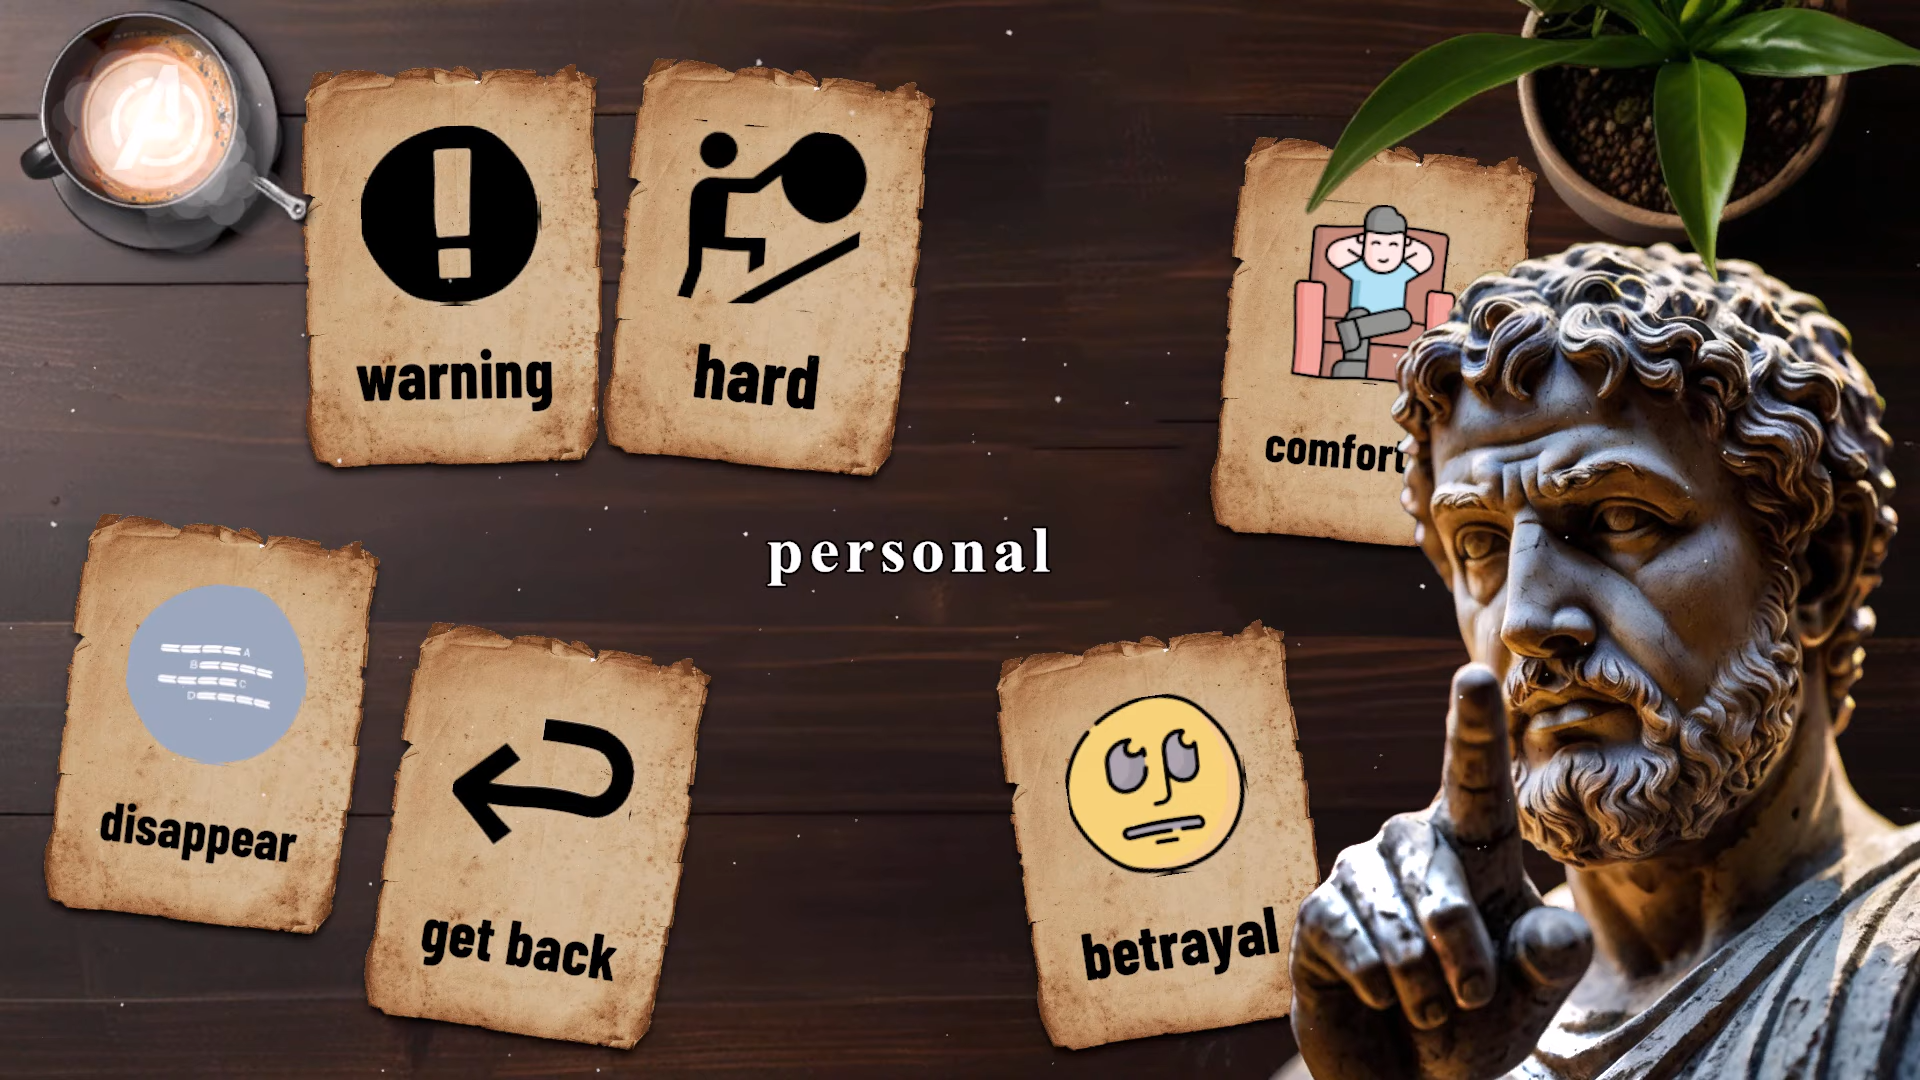 warning
hard
comfort
personal
disappear
A
B
C
D
get back
betrayal